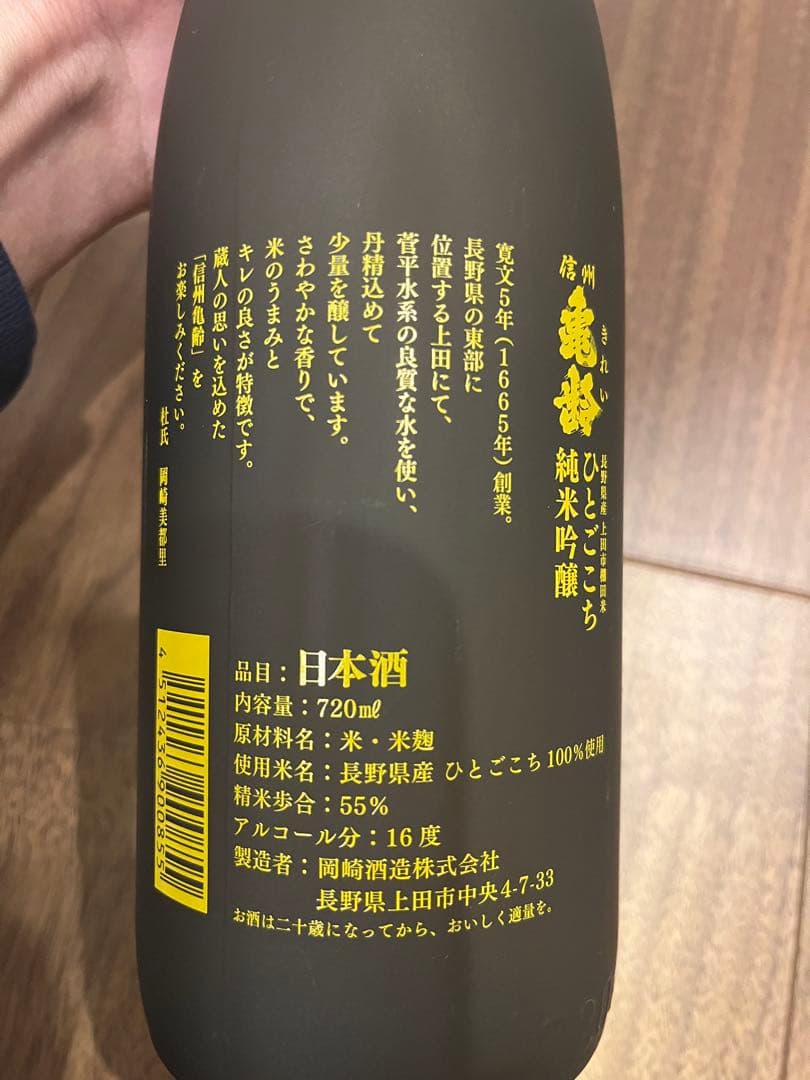 信州
亀齢
きれい
長野県産 上田市棚田米
ひとごこち
純米吟醸
寛文5年(1665年)創業。
長野県の東部に
位置する上田にて、
菅平水系の良質な水を使い、
丹精込めて
少量を醸しています。
さわやかな香りで、
米のうまみと
キレの良さが特徴です。
蔵人の思いを込めた
「信州亀齢」を
お楽しみください。
杜氏 岡崎美都里
品目:日本酒
内容量:720㎖
原材料名:米・米麹
使用米名:長野県産 ひとごこち100%使用
精米歩合:55%
アルコール分:16度
製造者:岡崎酒造株式会社
長野県上田市中央4-7-33
お酒は二十歳になってから、おいしく適量を。
4 512436 900855